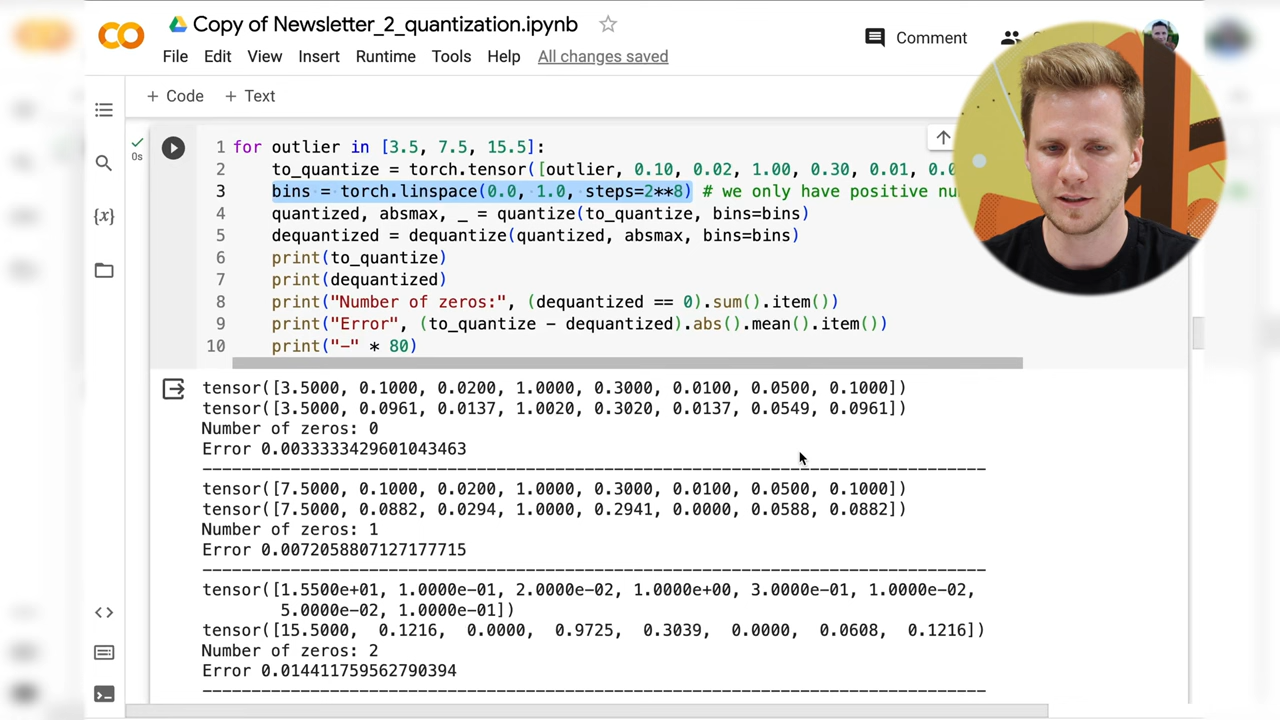 Copy of Newsletter_2_quantization.ipynb
File Edit View Insert Runtime Tools Help All changes saved
Comment
+ Code + Text
0s
1 for outlier in [3.5, 7.5, 15.5]:
2 to_quantize = torch.tensor([outlier, 0.10, 0.02, 1.00, 0.30, 0.01, 0.0
3 bins = torch.linspace(0.0, 1.0, steps=2**8) # we only have positive nu
4 quantized, absmax, _ = quantize(to_quantize, bins=bins)
5 dequantized = dequantize(quantized, absmax, bins=bins)
6 print(to_quantize)
7 print(dequantized)
8 print("Number of zeros:", (dequantized == 0).sum().item())
9 print("Error", (to_quantize - dequantized).abs().mean().item())
10 print("-" * 80)
tensor([3.5000, 0.1000, 0.0200, 1.0000, 0.3000, 0.0100, 0.0500, 0.1000])
tensor([3.5000, 0.0961, 0.0137, 1.0020, 0.3020, 0.0137, 0.0549, 0.0961])
Number of zeros: 0
Error 0.0033333429601043463
--------------------------------------------------------------------------------
tensor([7.5000, 0.1000, 0.0200, 1.0000, 0.3000, 0.0100, 0.0500, 0.1000])
tensor([7.5000, 0.0882, 0.0294, 1.0000, 0.2941, 0.0000, 0.0588, 0.0882])
Number of zeros: 1
Error 0.0072058807127177715
--------------------------------------------------------------------------------
tensor([1.5500e+01, 1.0000e-01, 2.0000e-02, 1.0000e+00, 3.0000e-01, 1.0000e-02,
5.0000e-02, 1.0000e-01])
tensor([15.5000, 0.1216, 0.0000, 0.9725, 0.3039, 0.0000, 0.0608, 0.1216])
Number of zeros: 2
Error 0.014411759562790394
--------------------------------------------------------------------------------